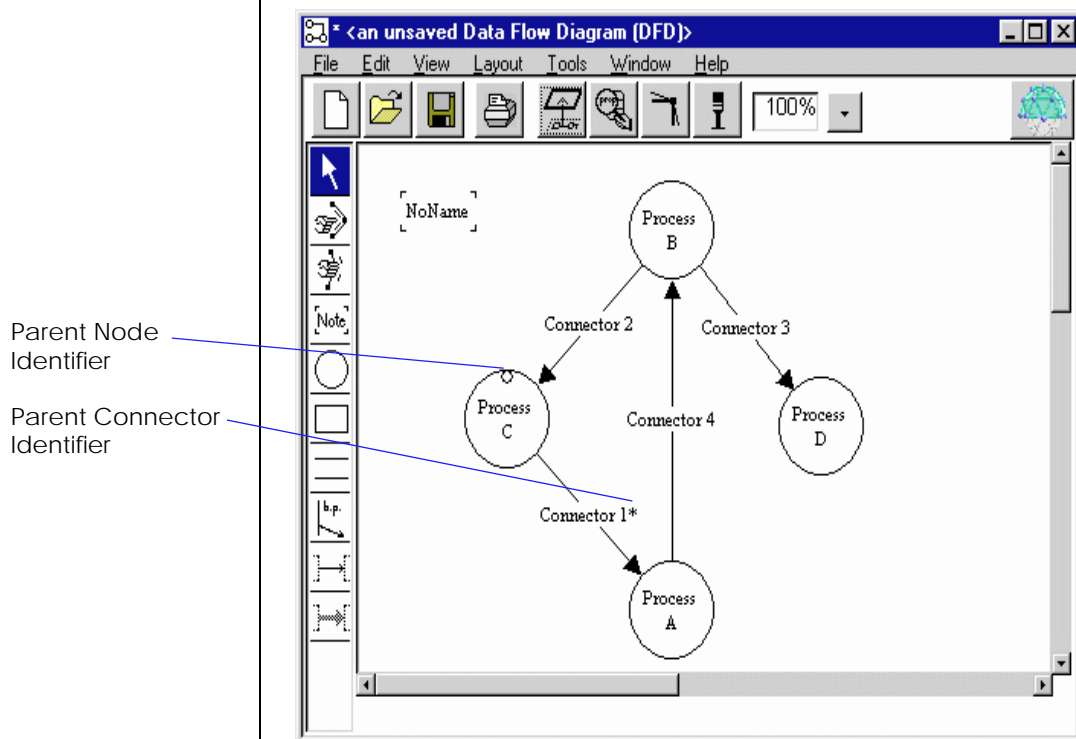 * <an unsaved Data Flow Diagram (DFD)>
File Edit View Layout Tools Window Help
prop
100%
NoName
Process
B
Note
Connector 2
Connector 3
Parent Node
Identifier
Process
C
Connector 4
Process
D
Parent Connector
Identifier
b.p.
Connector 1*
Process
A